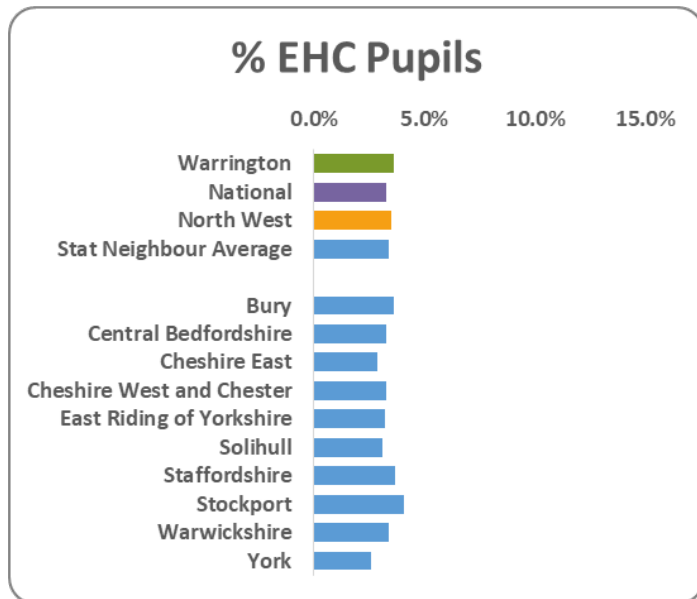 % EHC Pupils
0.0% 5.0% 10.0% 15.0%
Warrington
National
North West
Stat Neighbour Average
Bury
Central Bedfordshire
Cheshire East
Cheshire West and Chester
East Riding of Yorkshire
Solihull
Staffordshire
Stockport
Warwickshire
York